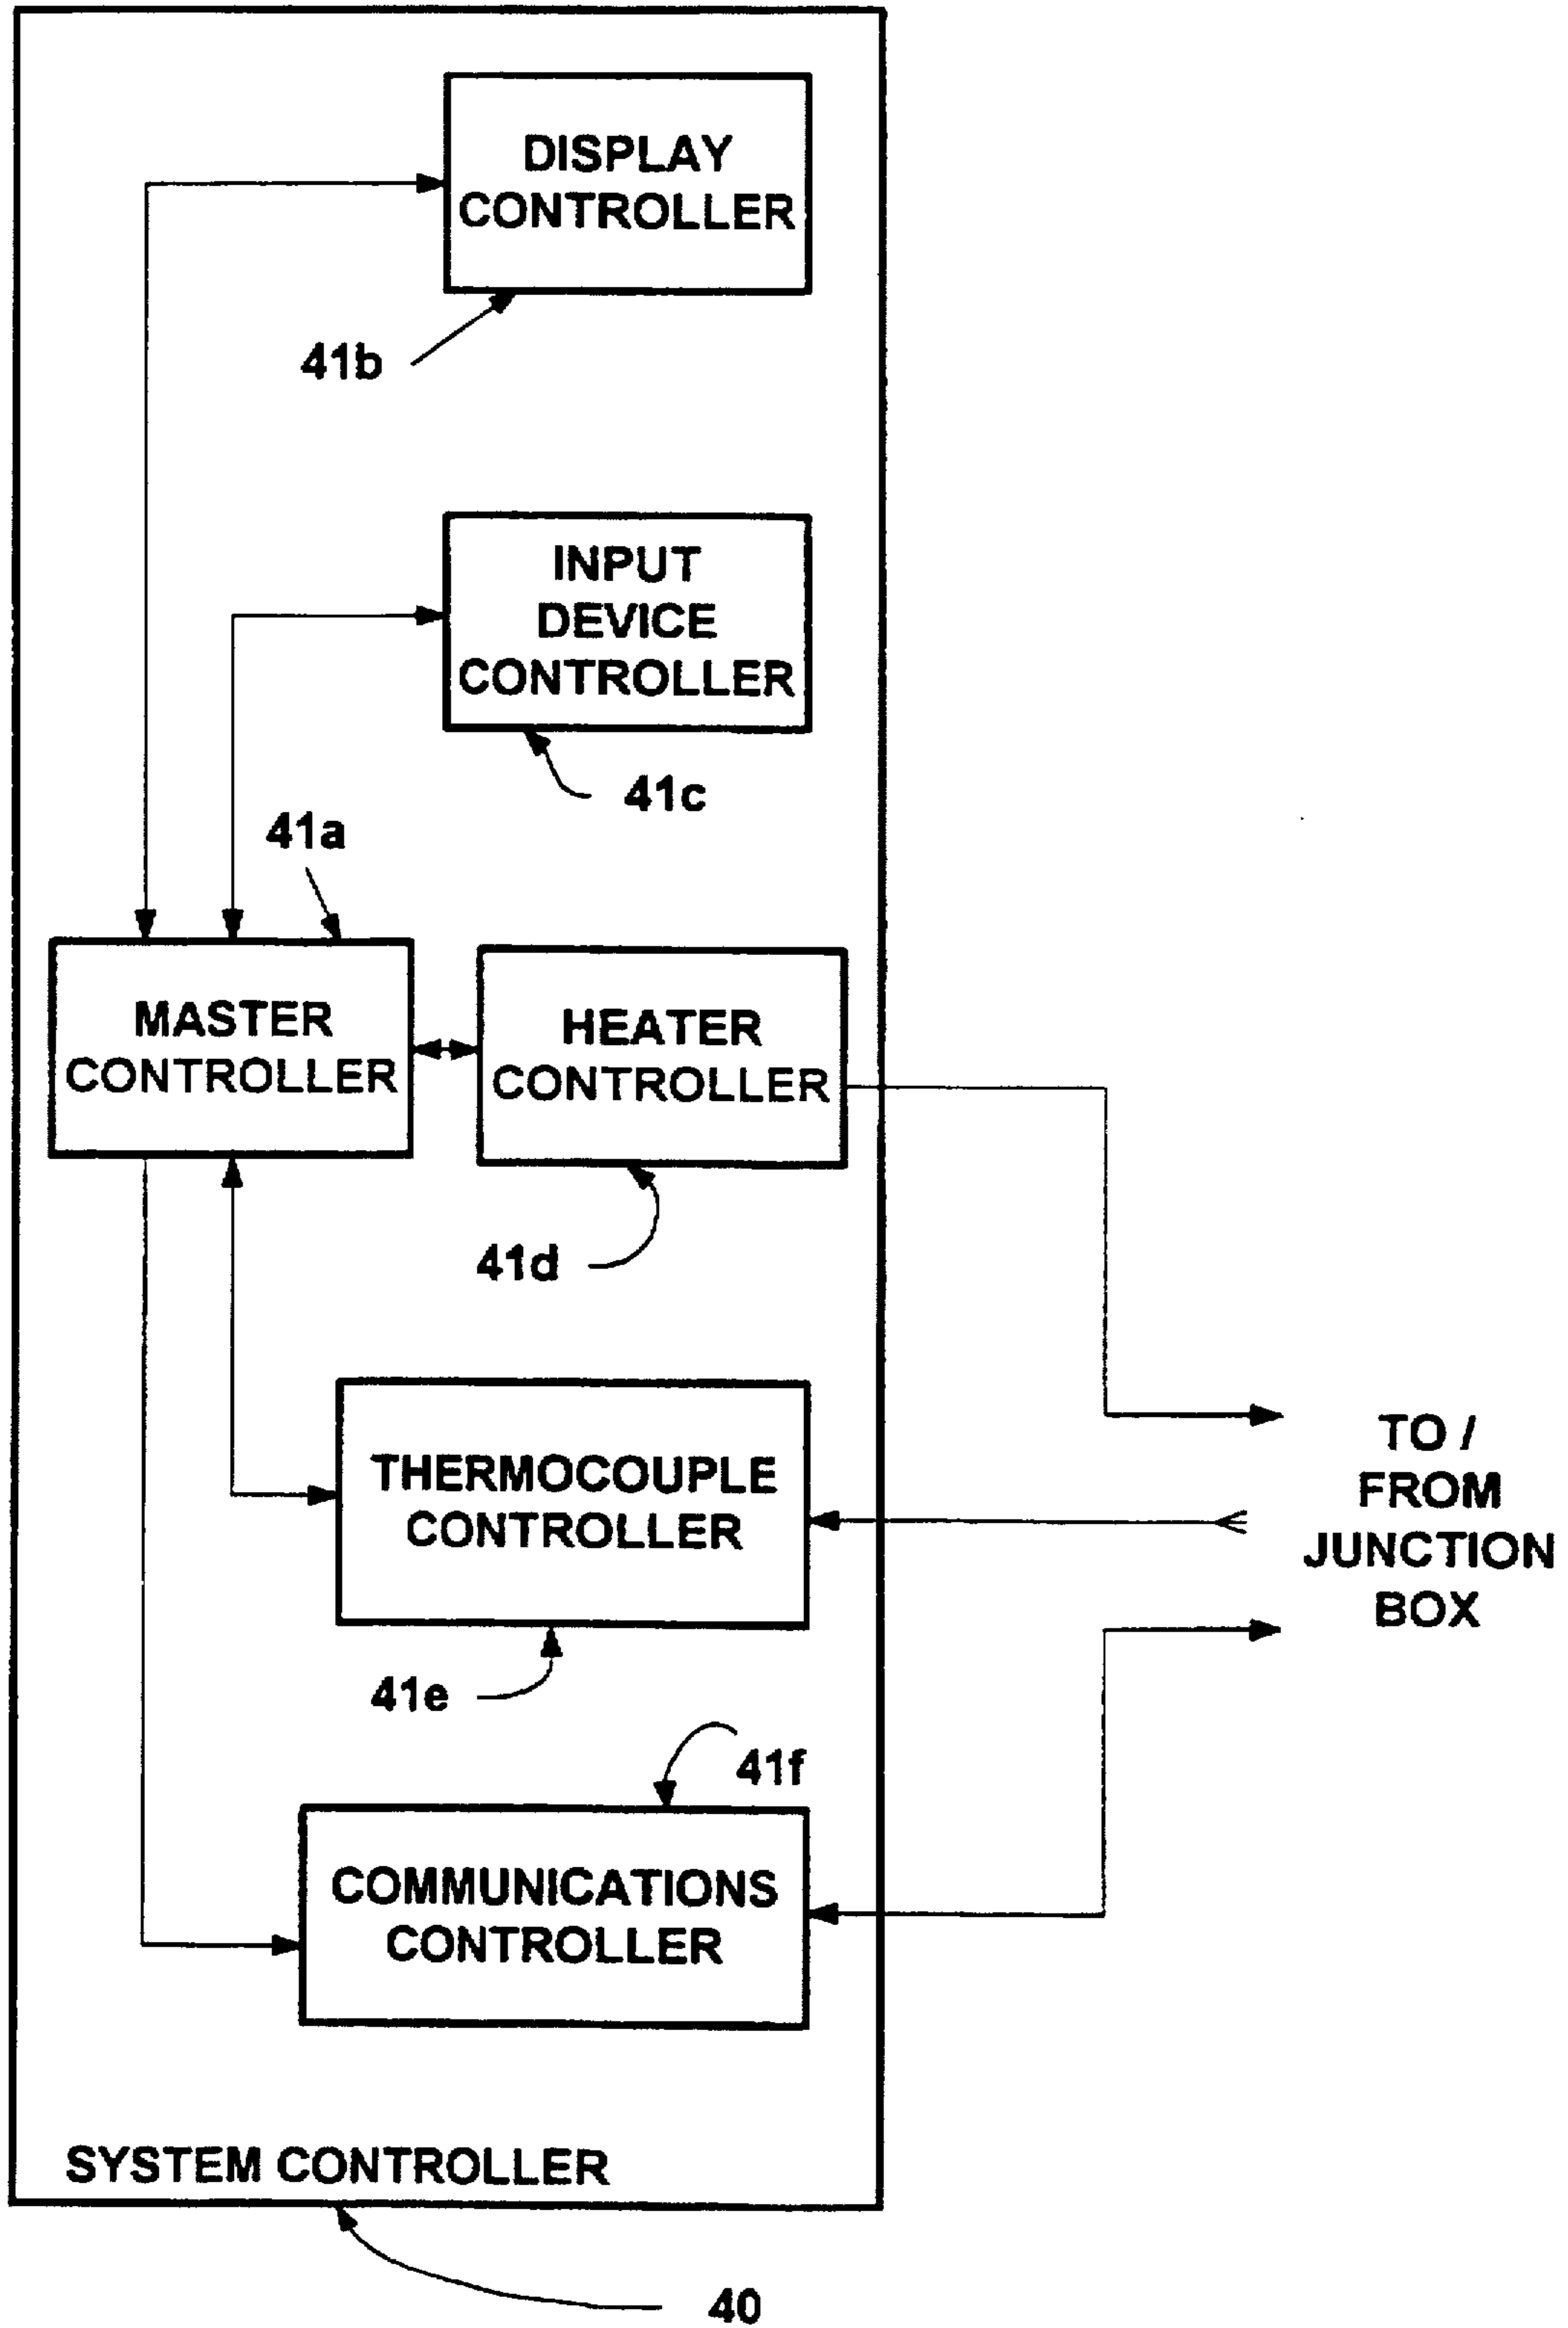 DISPLAY
CONTROLLER
41b
INPUT
DEVICE
CONTROLLER
41c
41a
MASTER
CONTROLLER
HEATER
CONTROLLER
41d
THERMOCOUPLE
CONTROLLER
41e
TO /
FROM
JUNCTION
BOX
41f
COMMUNICATIONS
CONTROLLER
SYSTEM CONTROLLER
40